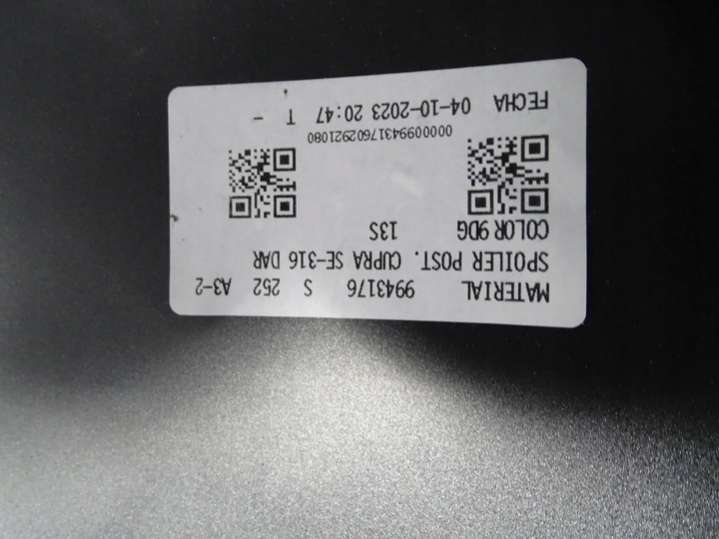 MATERIAL 9943176 S 252 A3-2
SPOILER POST. CUPRA SE-316 DAR
COLOR 9DG 13S
00000994317602921080
FECHA 04-10-2023 20:47 T -